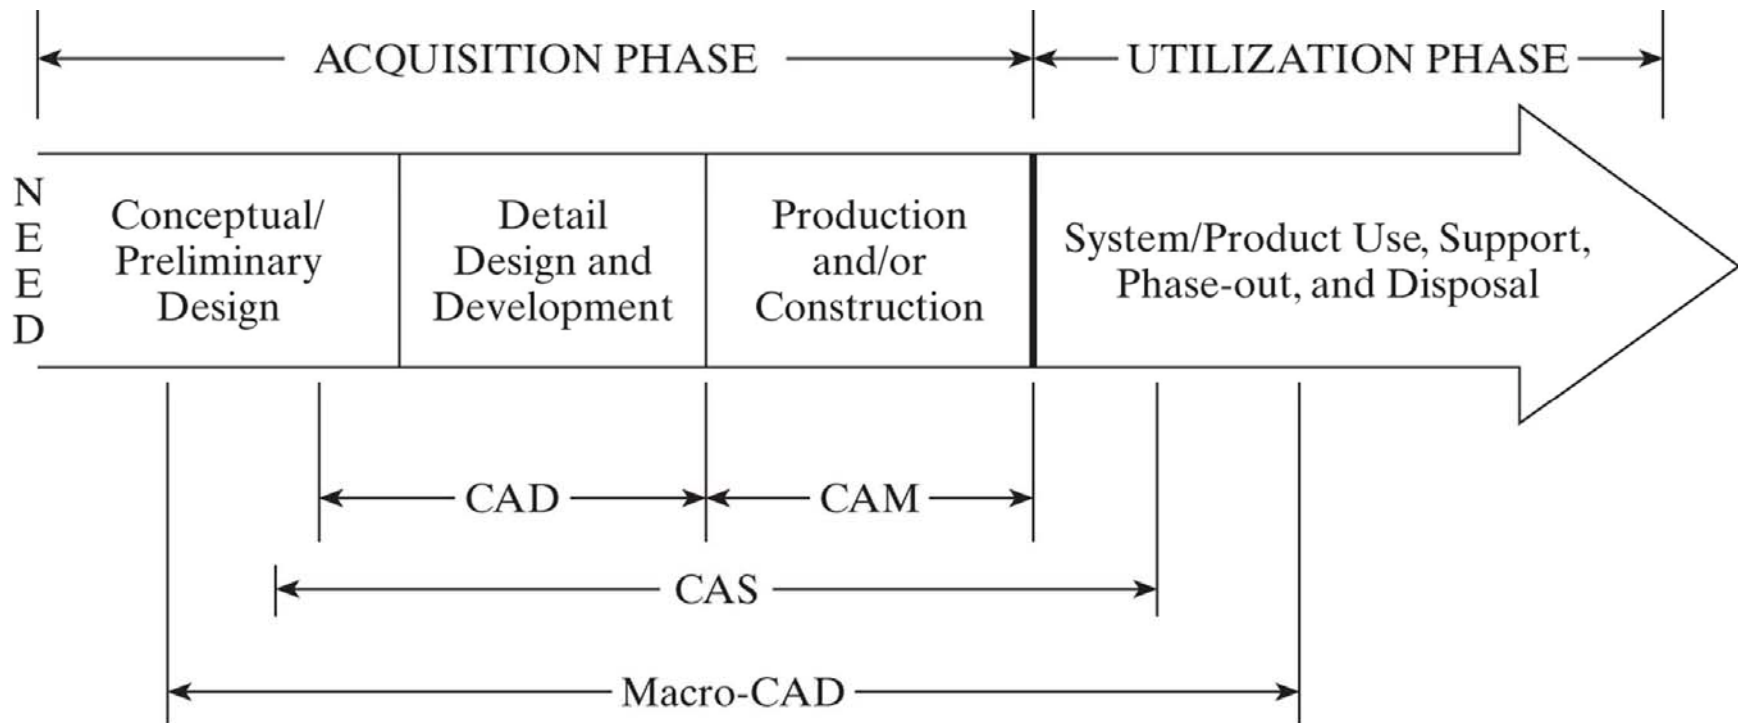 ACQUISITION PHASE
UTILIZATION PHASE
NEED
Conceptual/
Preliminary
Design
Detail
Design and
Development
Production
and/or
Construction
System/Product Use, Support,
Phase-out, and Disposal
CAD
CAM
CAS
Macro-CAD